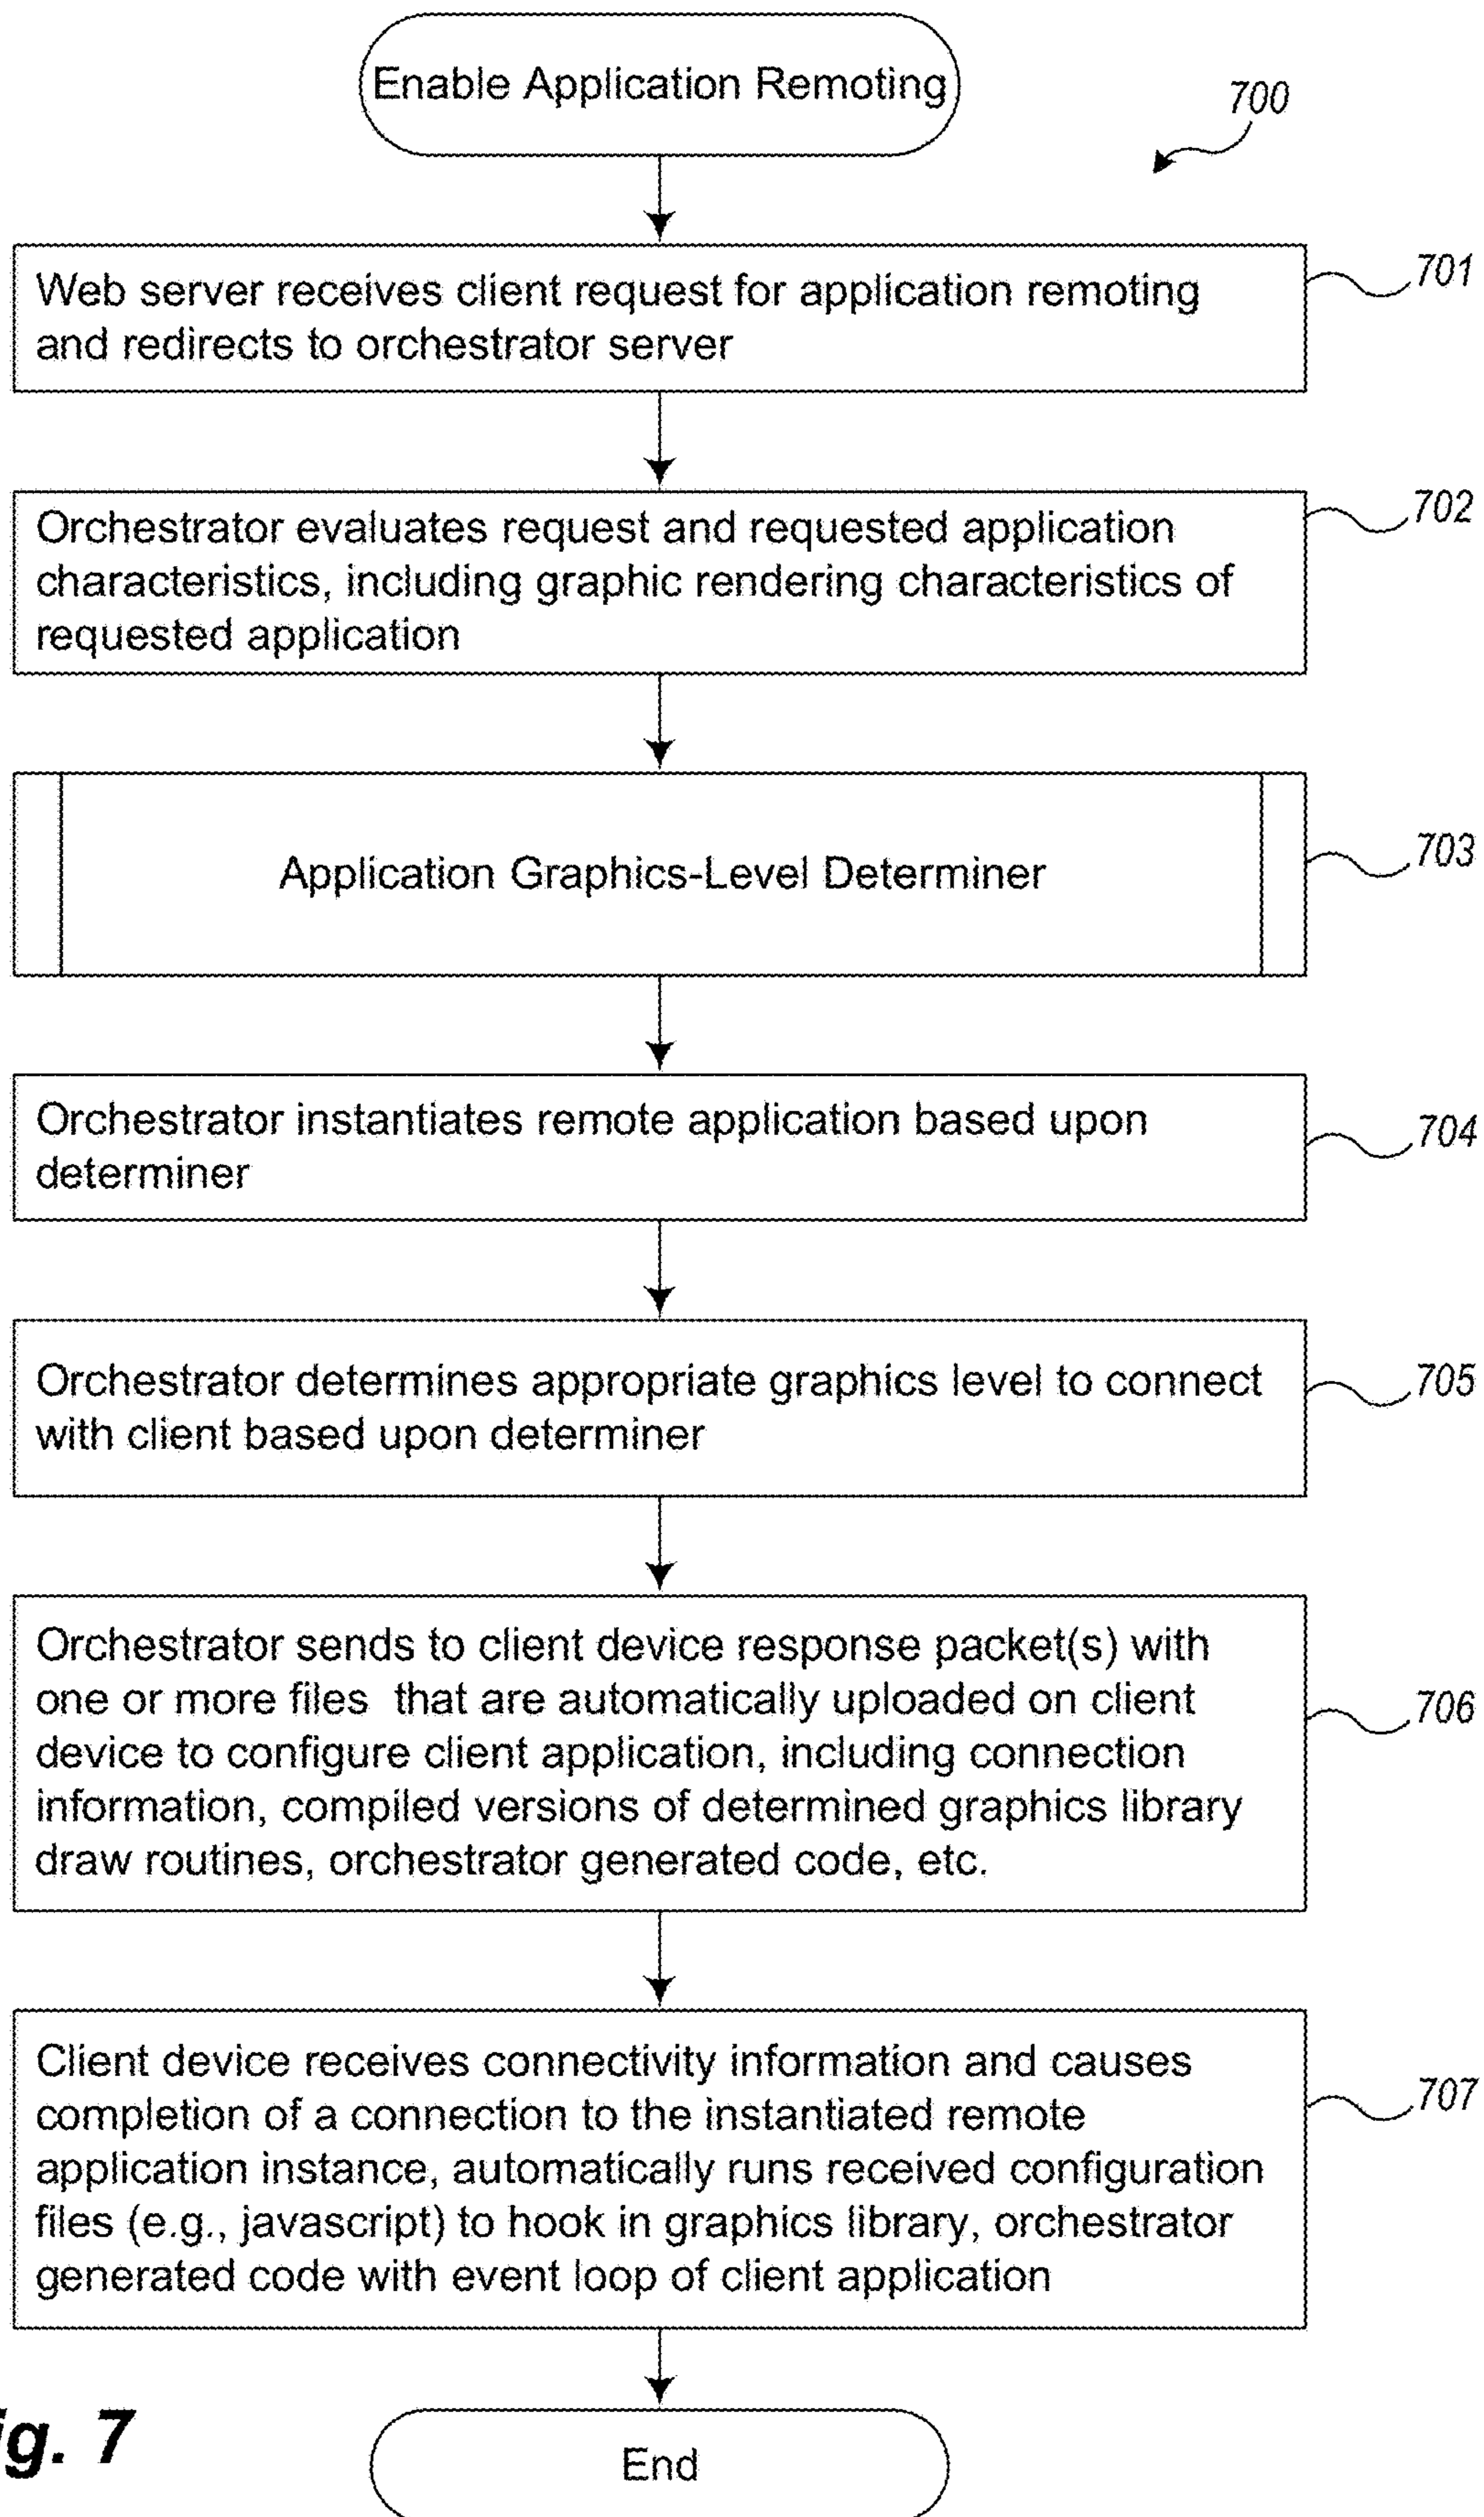 Enable Application Remoting
700
Web server receives client request for application remoting
and redirects to orchestrator server
701
Orchestrator evaluates request and requested application
characteristics, including graphic rendering characteristics of
requested application
702
Application Graphics-Level Determiner
703
Orchestrator instantiates remote application based upon
determiner
704
Orchestrator determines appropriate graphics level to connect
with client based upon determiner
705
Orchestrator sends to client device response packet(s) with
one or more files that are automatically uploaded on client
device to configure client application, including connection
information, compiled versions of determined graphics library
draw routines, orchestrator generated code, etc.
706
Client device receives connectivity information and causes
completion of a connection to the instantiated remote
application instance, automatically runs received configuration
files (e.g., javascript) to hook in graphics library, orchestrator
generated code with event loop of client application
707
ig. 7
End